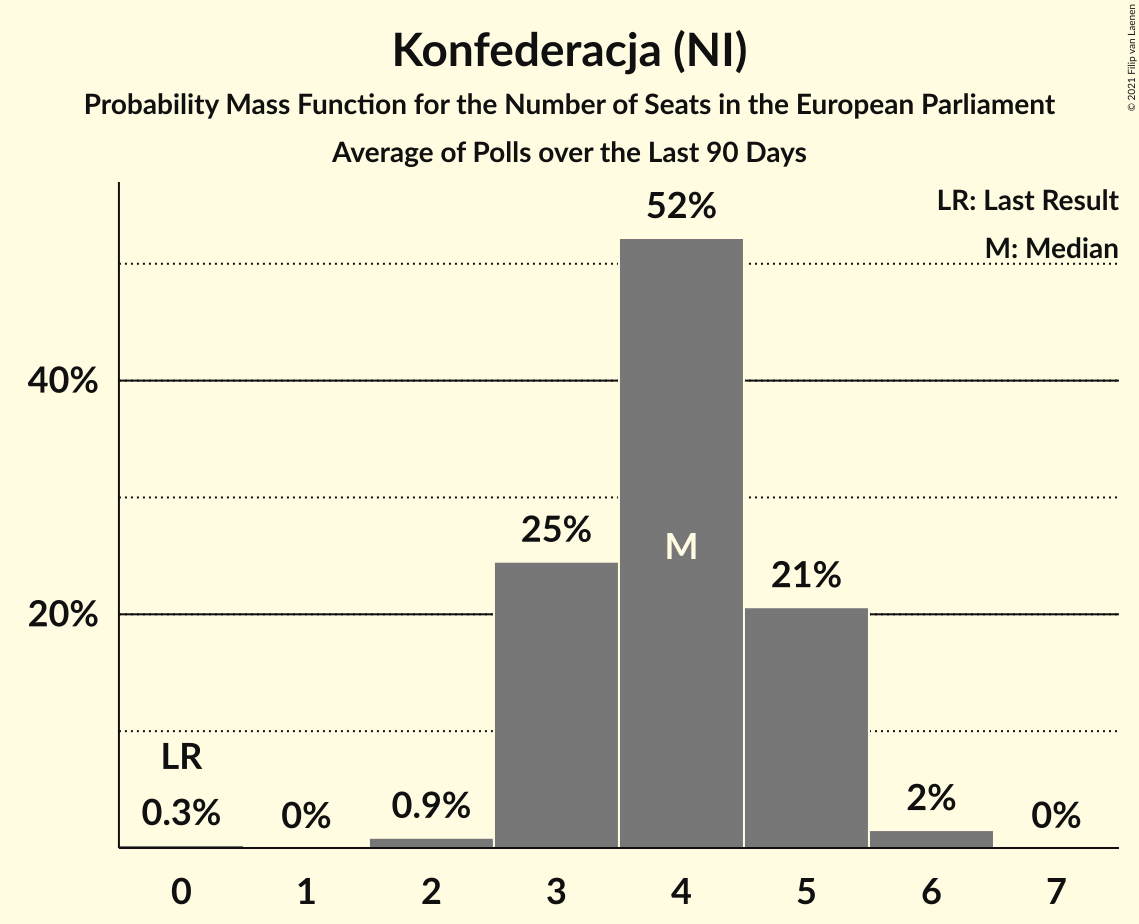 Konfederacja (NI)
Probability Mass Function for the Number of Seats in the European Parliament
Average of Polls over the Last 90 Days
© 2021 Filip van Laenen
LR: Last Result
M: Median
52%
40%
25%
M
21%
20%
LR
0.3%
0%
0.9%
2%
0%
0 1 2 3 4 5 6 7